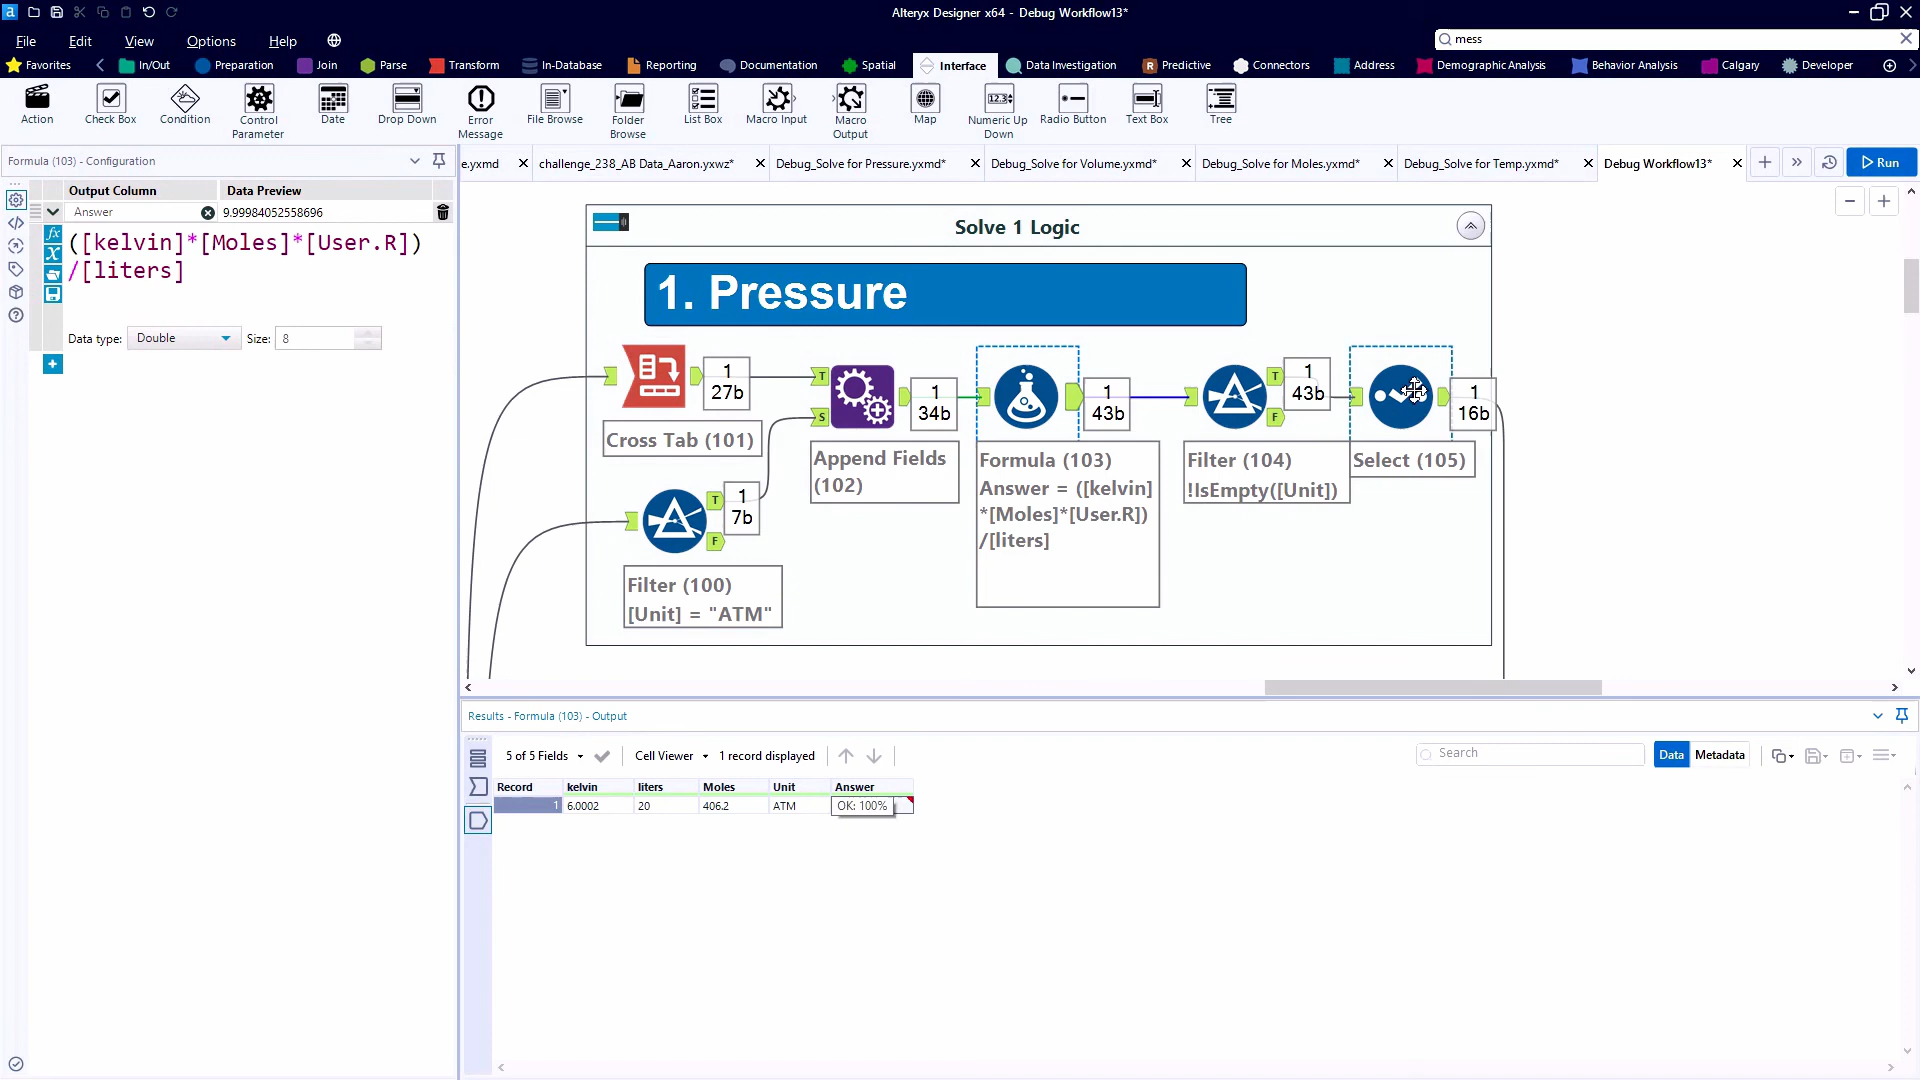 Alteryx Designer x64 - Debug Workflow13*
File Edit View Options Help
mess
Favorites In/Out Preparation Join Parse Transform In-Database Reporting Documentation Spatial Interface Data Investigation Predictive Connectors Address Demographic Analysis Behavior Analysis Calgary Developer
Action Check Box Condition Control Parameter Date Drop Down Error Message File Browse Folder Browse List Box Macro Input Macro Output Map Numeric Up Down Radio Button Text Box Tree
Formula (103) - Configuration
e.yxmd challenge_238_AB Data_Aaron.yxwz* Debug_Solve for Pressure.yxmd* Debug_Solve for Volume.yxmd* Debug_Solve for Moles.yxmd* Debug_Solve for Temp.yxmd* Debug Workflow13* Run
Output Column Data Preview
Answer 9.99984052558696
([kelvin]*[Moles]*[User.R])
/[liters]
Data type: Double Size: 8
Solve 1 Logic
1. Pressure
1
27b
T
S
1
34b
1
43b
T
F
1
43b
1
16b
Cross Tab (101)
Append Fields
(102)
Formula (103)
Answer = ([kelvin]
*[Moles]*[User.R])
/[liters]
Filter (104)
!IsEmpty([Unit])
Select (105)
T
F
1
7b
Filter (100)
[Unit] = "ATM"
Results - Formula (103) - Output
5 of 5 Fields Cell Viewer 1 record displayed Search Data Metadata
Record kelvin liters Moles Unit Answer
1 6.0002 20 406.2 ATM OK: 100%